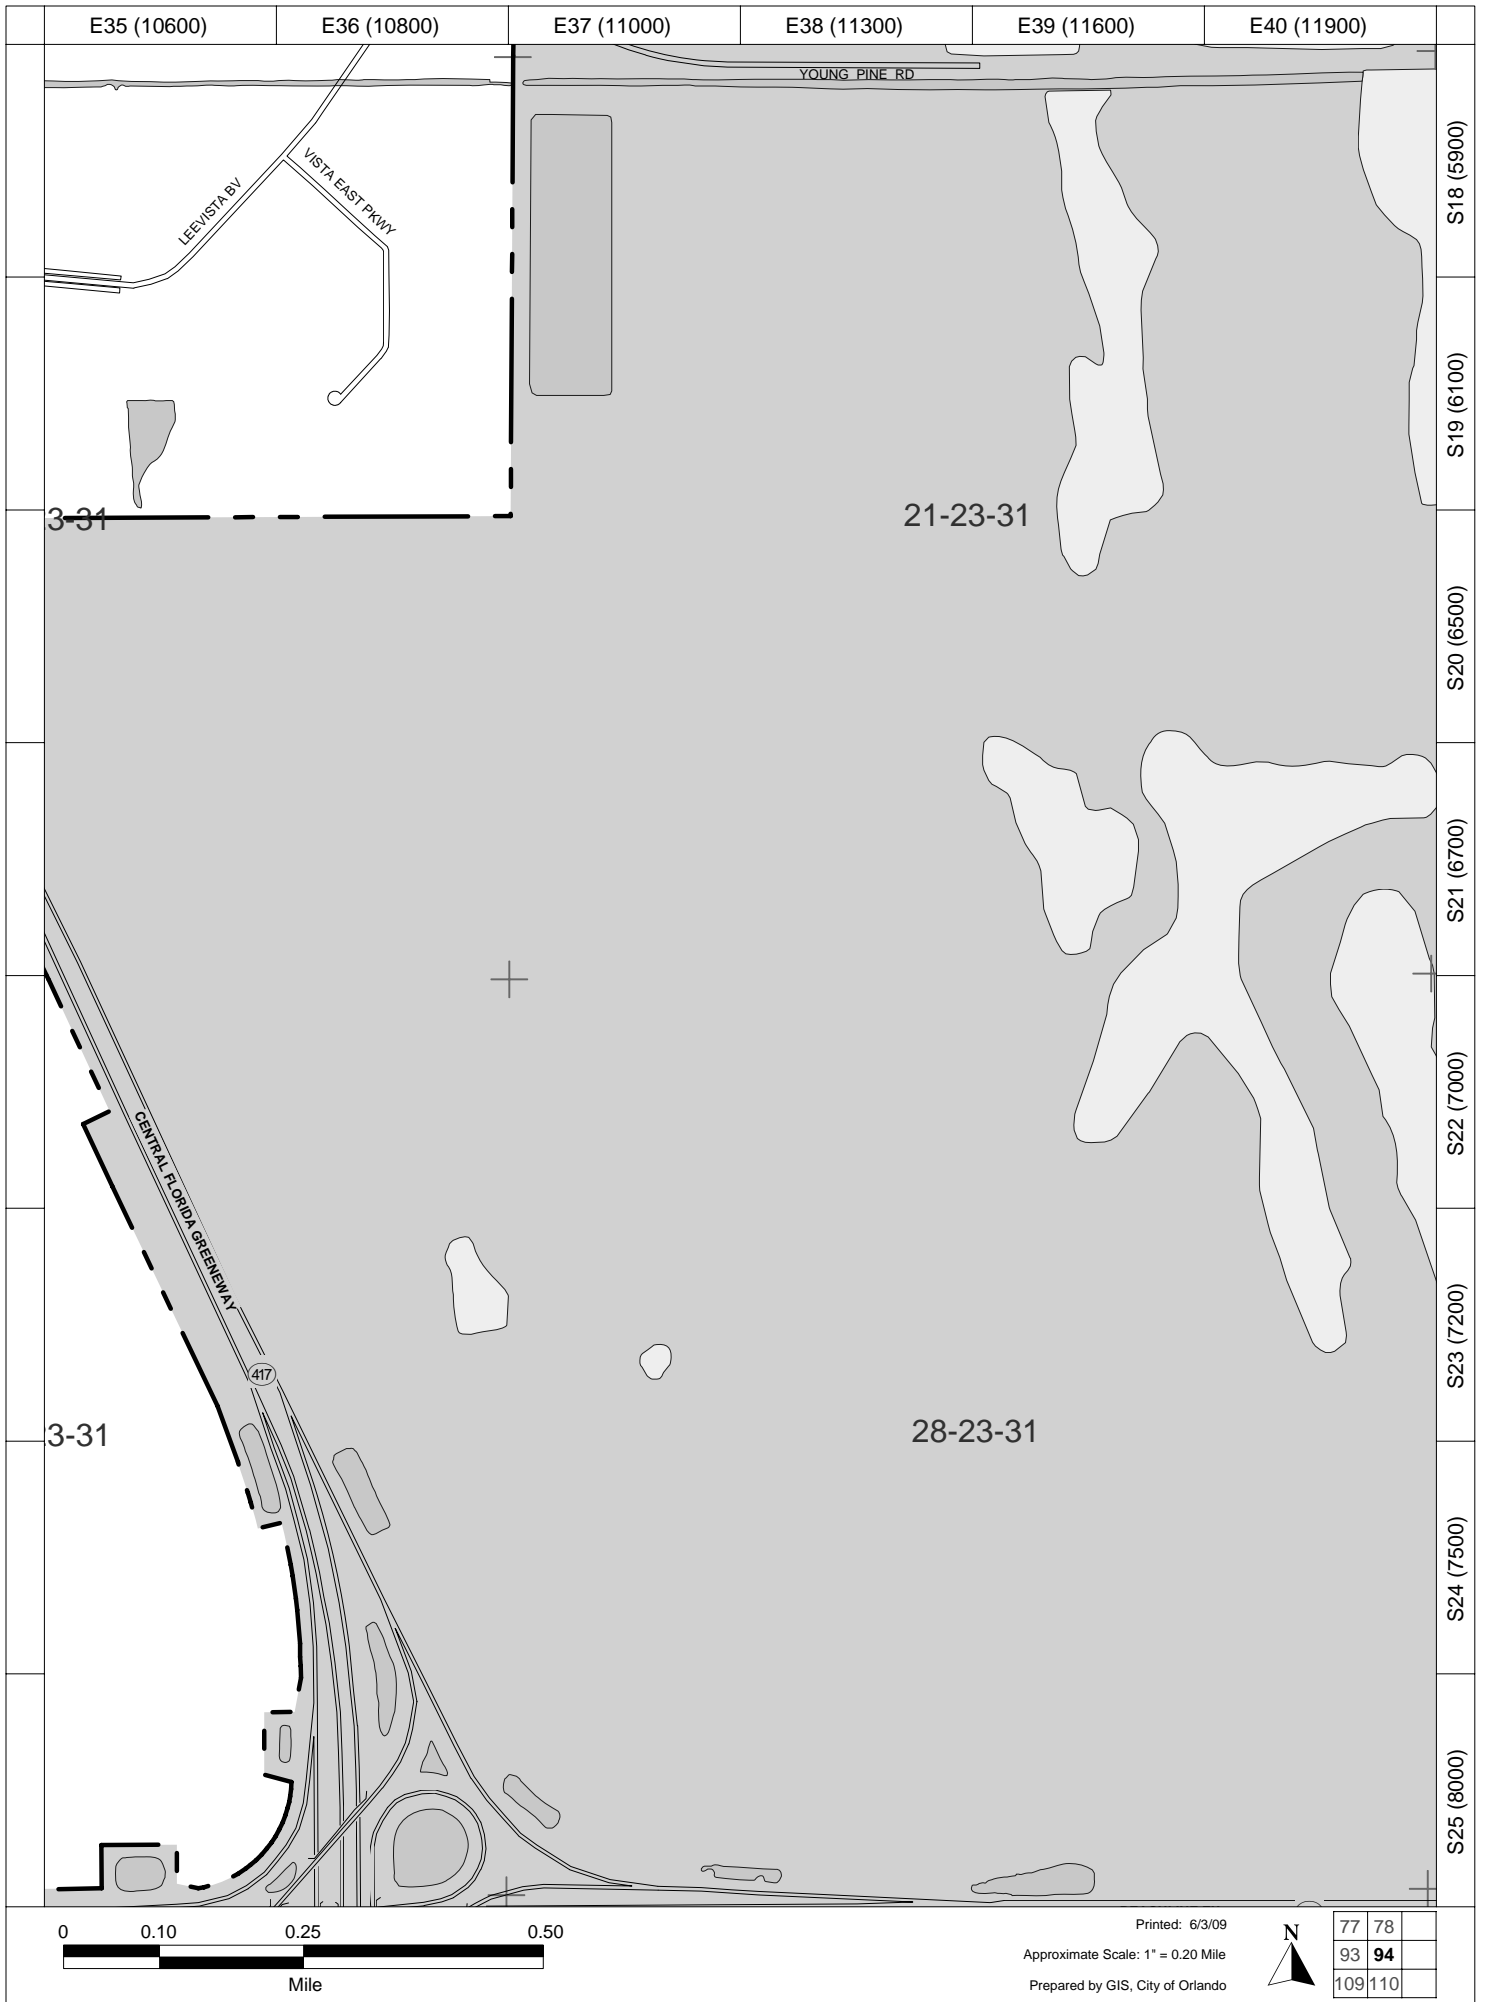 E35 (10600) E36 (10800) E37 (11000) E38 (11300) E39 (11600) E40 (11900)
YOUNG PINE RD
S18 (5900)
VISTA EAST PKWY
LEEVISTA BV
S19 (6100)
3-31
21-23-31
S20 (6500)
S21 (6700)
S22 (7000)
CENTRAL FLORIDA GREENEWAY
S23 (7200)
417
3-31
28-23-31
S24 (7500)
S25 (8000)
0 0.10 0.25 0.50
Mile
Printed: 6/3/09
Approximate Scale: 1" = 0.20 Mile
Prepared by GIS, City of Orlando
N
77 78
93 94
109 110